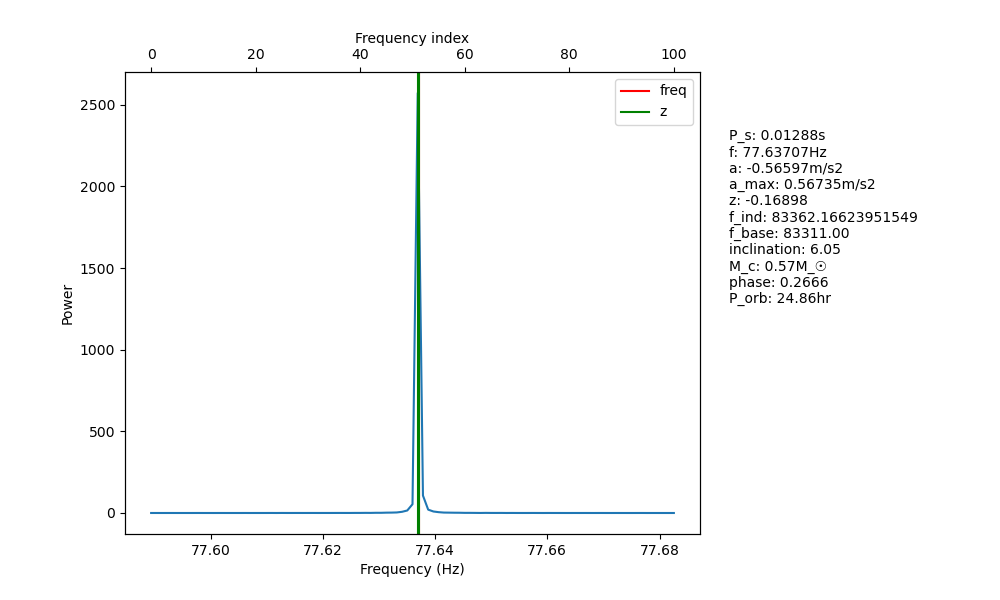 Frequency index
0 20 40 60 80 100
freq
z
2500
2000
1500
1000
500
0
Power
77.60 77.62 77.64 77.66 77.68
Frequency (Hz)
P_s: 0.01288s
f: 77.63707Hz
a: -0.56597m/s2
a_max: 0.56735m/s2
z: -0.16898
f_ind: 83362.16623951549
f_base: 83311.00
inclination: 6.05
M_c: 0.57M_☉
phase: 0.2666
P_orb: 24.86hr